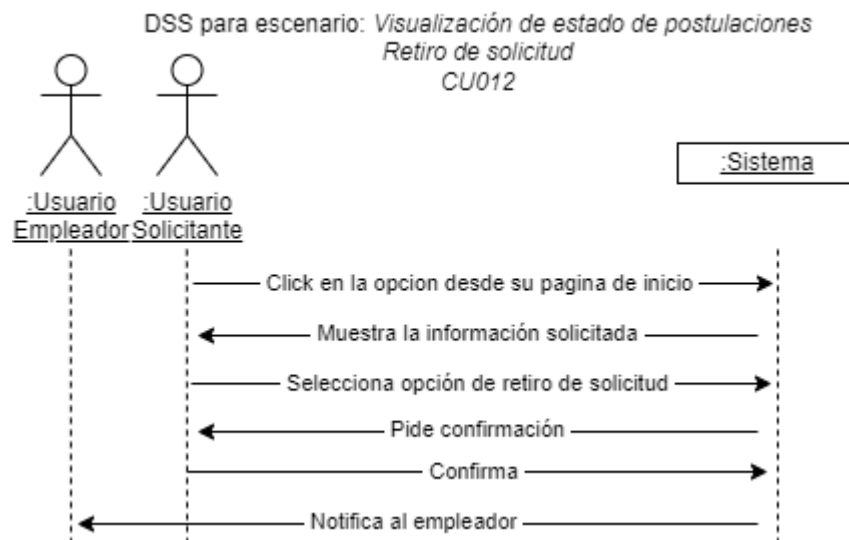 DSS para escenario: Visualización de estado de postulaciones
Retiro de solicitud
CU012
:Usuario
Empleador
:Usuario
Solicitante
:Sistema
Click en la opcion desde su pagina de inicio
Muestra la información solicitada
Selecciona opción de retiro de solicitud
Pide confirmación
Confirma
Notifica al empleador